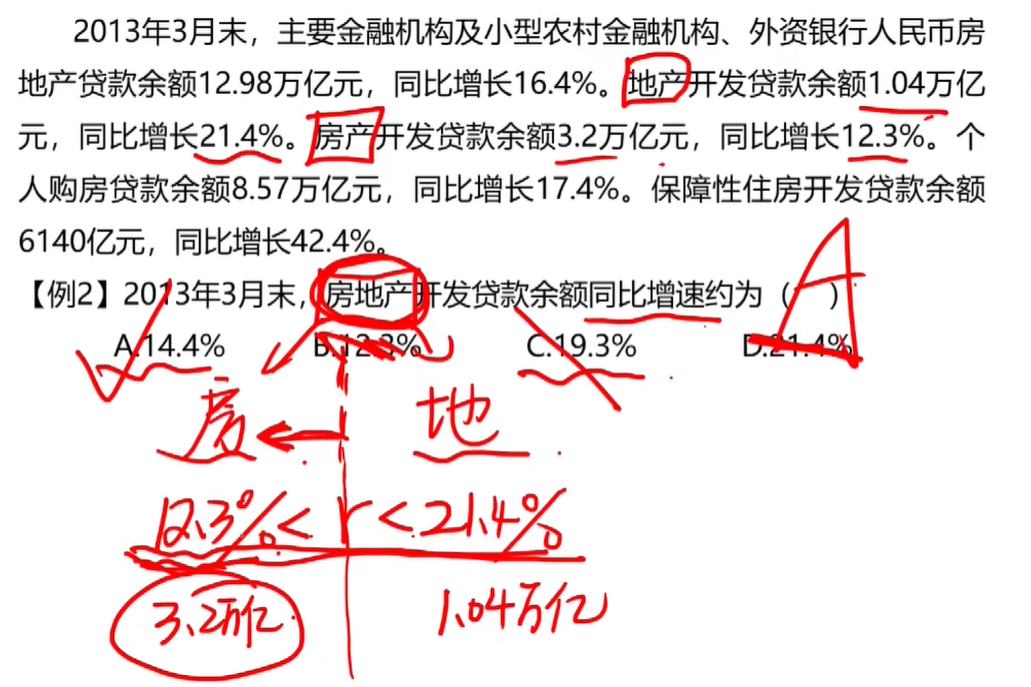 2013年3月末，主要金融机构及小型农村金融机构、外资银行人民币房
地产贷款余额12.98万亿元，同比增长16.4%。地产开发贷款余额1.04万亿
元，同比增长21.4%。房产开发贷款余额3.2万亿元，同比增长12.3%。个
人购房贷款余额8.57万亿元，同比增长17.4%。保障性住房开发贷款余额
6140亿元，同比增长42.4%。
【例2】2013年3月末，房地产开发贷款余额同比增速约为（ ）
A
A.14.4% B.12.3% C.19.3% D.21.4%
房 地
12.3% < r < 21.4%
3.2万亿 1.04万亿